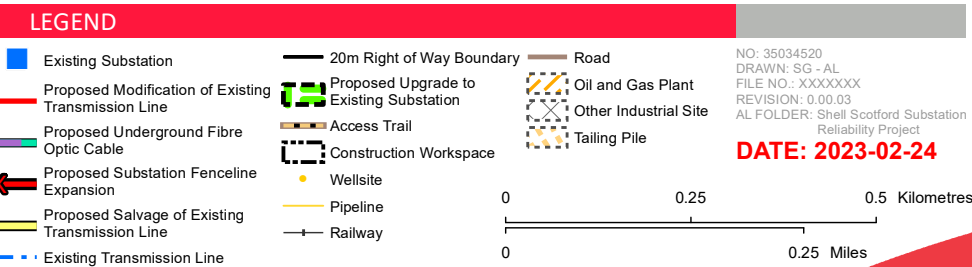 LEGEND
Existing Substation
Proposed Modification of Existing
Transmission Line
Proposed Underground Fibre
Optic Cable
Proposed Substation Fenceline
Expansion
Proposed Salvage of Existing
Transmission Line
Existing Transmission Line
20m Right of Way Boundary
Proposed Upgrade to
Existing Substation
Access Trail
Construction Workspace
Wellsite
Pipeline
Railway
Road
Oil and Gas Plant
Other Industrial Site
Tailing Pile
NO: 35034520
DRAWN: SG - AL
FILE NO.: XXXXXXX
REVISION: 0.00.03
AL FOLDER: Shell Scotford Substation
Reliability Project
DATE: 2023-02-24
0 0.25 0.5 Kilometres
0 0.25 Miles